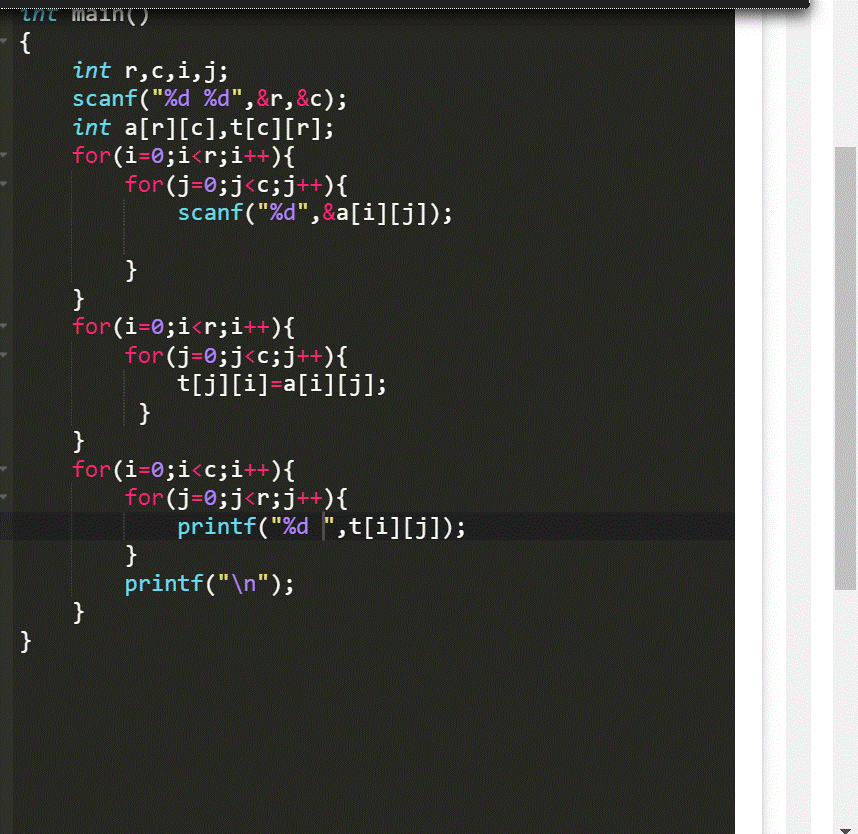 int main()
{
    int r,c,i,j;
    scanf("%d %d",&r,&c);
    int a[r][c],t[c][r];
    for(i=0;i<r;i++){
        for(j=0;j<c;j++){
            scanf("%d",&a[i][j]);
        }
    }
    for(i=0;i<r;i++){
        for(j=0;j<c;j++){
            t[j][i]=a[i][j];
         }
    }
    for(i=0;i<c;i++){
        for(j=0;j<r;j++){
            printf("%d ",t[i][j]);
        }
        printf("\n");
    }
}